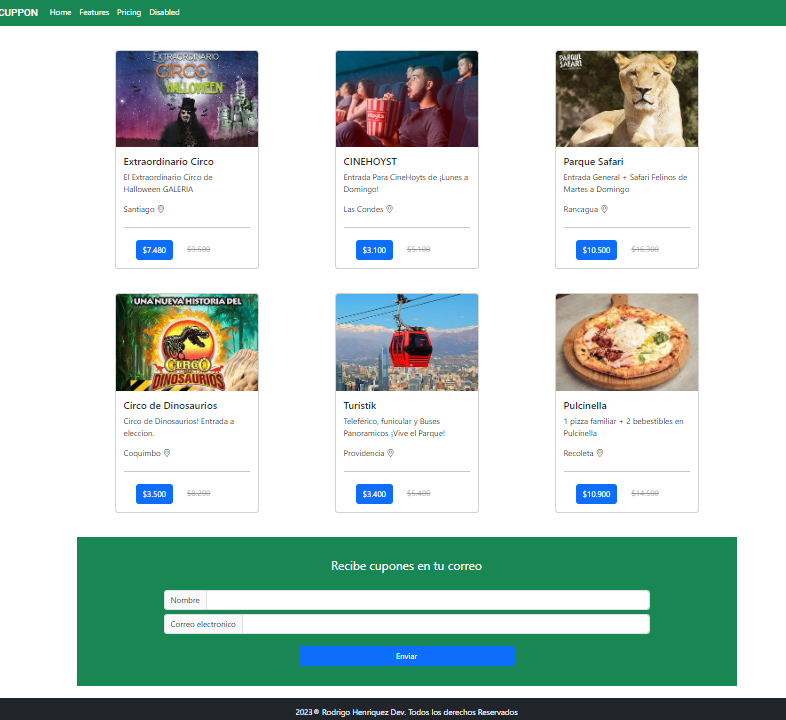 CUPPON Home Features Pricing Disabled
EXTRAORDINARIO
CIRCO
HALLOWEEN
Extraordinario Circo
El Extraordinario Circo de
Halloween GALERIA
Santiago
$7.480 $9.500
hoyts
CINEHOYST
Entrada Para CineHoyts de ¡Lunes a
Domingo!
Las Condes
$3.100 $5.100
PARQUE
SAFARI
Parque Safari
Entrada General + Safari Felinos de
Martes a Domingo
Rancagua
$10.500 $16.300
UNA NUEVA HISTORIA DEL
CIRCO
DINOSAURIOS
Circo de Dinosaurios
Circo de Dinosaurios! Entrada a
elección.
Coquimbo
$3.500 $8.200
Turistik
Teleférico, funicular y Buses
Panoramicos ¡Vive el Parque!
Providencia
$3.400 $5.400
Pulcinella
1 pizza familiar + 2 bebestibles en
Pulcinella
Recoleta
$10.900 $14.500
Recibe cupones en tu correo
Nombre
Correo electronico
Enviar
2023® Rodrigo Henriquez Dev. Todos los derechos Reservados